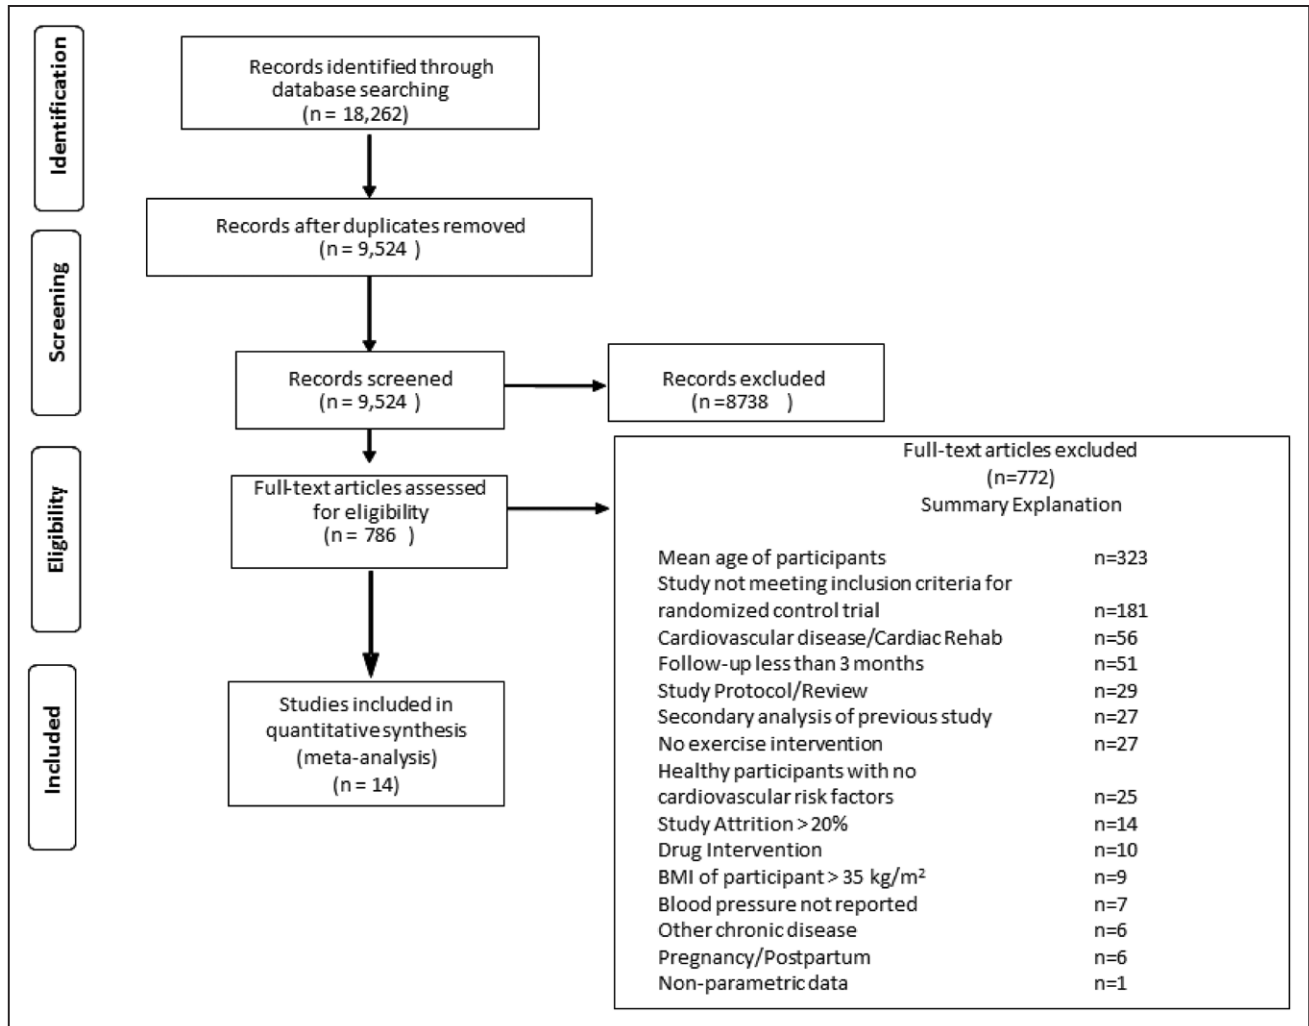 Identification
Records identified through
database searching
(n = 18,262)
Records after duplicates removed
(n = 9,524 )
Screening
Records screened
(n = 9,524 )
Records excluded
(n =8738 )
Eligibility
Full-text articles assessed
for eligibility
(n = 786 )
Full-text articles excluded
(n=772)
Summary Explanation
Mean age of participants n=323
Study not meeting inclusion criteria for
randomized control trial n=181
Cardiovascular disease/Cardiac Rehab n=56
Follow-up less than 3 months n=51
Study Protocol/Review n=29
Secondary analysis of previous study n=27
No exercise intervention n=27
Healthy participants with no
cardiovascular risk factors n=25
Study Attrition > 20% n=14
Drug Intervention n=10
BMI of participant > 35 kg/m² n=9
Blood pressure not reported n=7
Other chronic disease n=6
Pregnancy/Postpartum n=6
Non-parametric data n=1
Included
Studies included in
quantitative synthesis
(meta-analysis)
(n = 14)